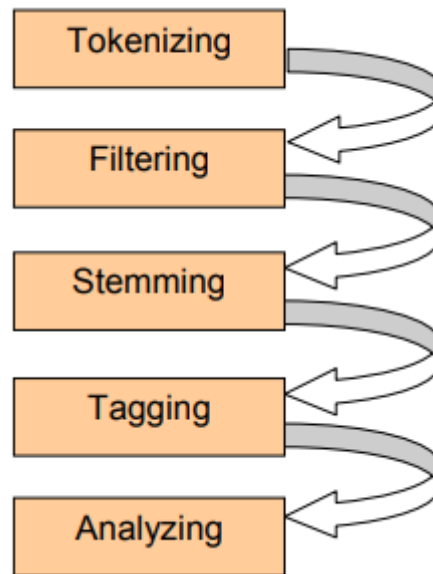 Tokenizing
Filtering
Stemming
Tagging
Analyzing